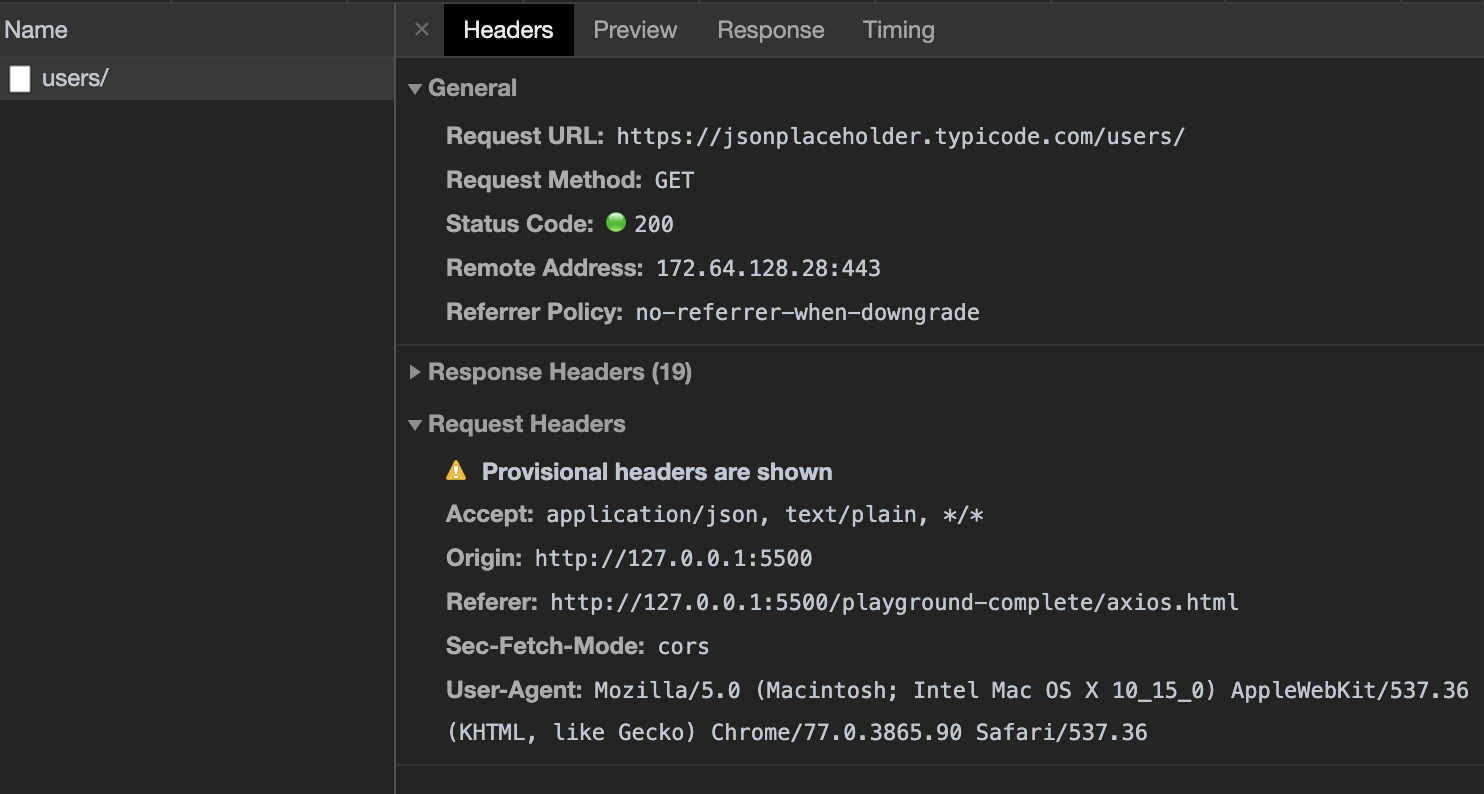 Name
× Headers Preview Response Timing
users/
General
Request URL: https://jsonplaceholder.typicode.com/users/
Request Method: GET
Status Code: 200
Remote Address: 172.64.128.28:443
Referrer Policy: no-referrer-when-downgrade
Response Headers (19)
Request Headers
Provisional headers are shown
Accept: application/json, text/plain, */*
Origin: http://127.0.0.1:5500
Referer: http://127.0.0.1:5500/playground-complete/axios.html
Sec-Fetch-Mode: cors
User-Agent: Mozilla/5.0 (Macintosh; Intel Mac OS X 10_15_0) AppleWebKit/537.36
(KHTML, like Gecko) Chrome/77.0.3865.90 Safari/537.36